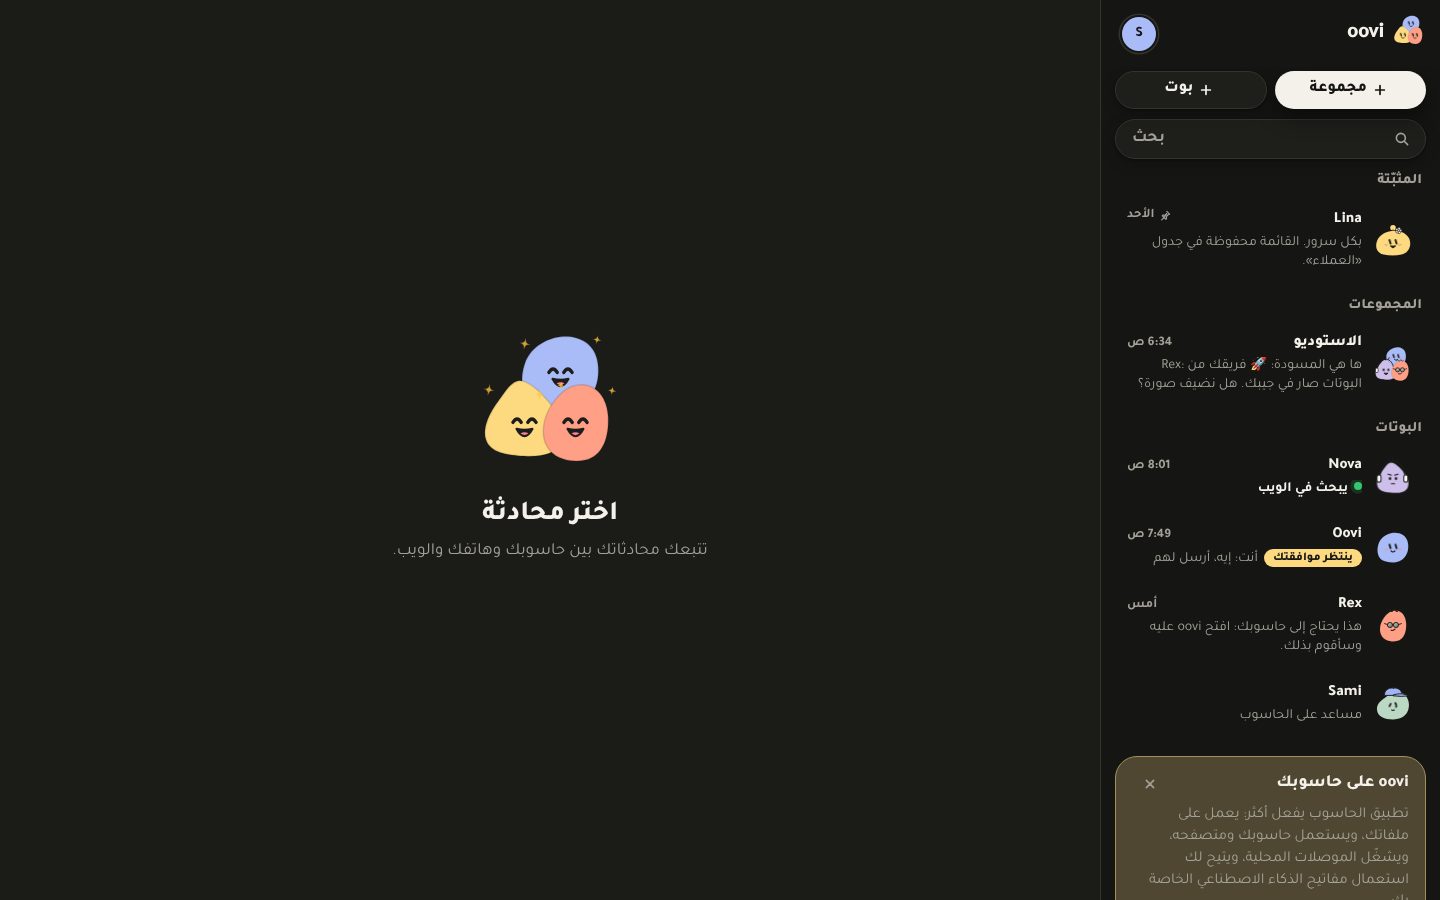 oovi
S
مجموعة
بوت
بحث
المثبّتة
Lina
الأحد
بكل سرور. القائمة محفوظة في جدول
«العملاء».
المجموعات
الاستوديو
6:34 ص
Rex: ها هي المسودة: 🚀 فريقك من
البوتات صار في جيبك. هل نضيف صورة؟
البوتات
Nova
8:01 ص
يبحث في الويب
Oovi
7:49 ص
ينتظر موافقتك أنت: إيه، أرسل لهم
Rex
أمس
هذا يحتاج إلى حاسوبك: افتح oovi عليه
وسأقوم بذلك.
Sami
مساعد على الحاسوب
oovi على حاسوبك
تطبيق الحاسوب يفعل أكثر: يعمل على
ملفاتك، ويستعمل حاسوبك ومتصفحه،
ويشغّل الموصلات المحلية، ويتيح لك
استعمال مفاتيح الذكاء الاصطناعي الخاصة
اختر محادثة
تتبعك محادثاتك بين حاسوبك وهاتفك والويب.